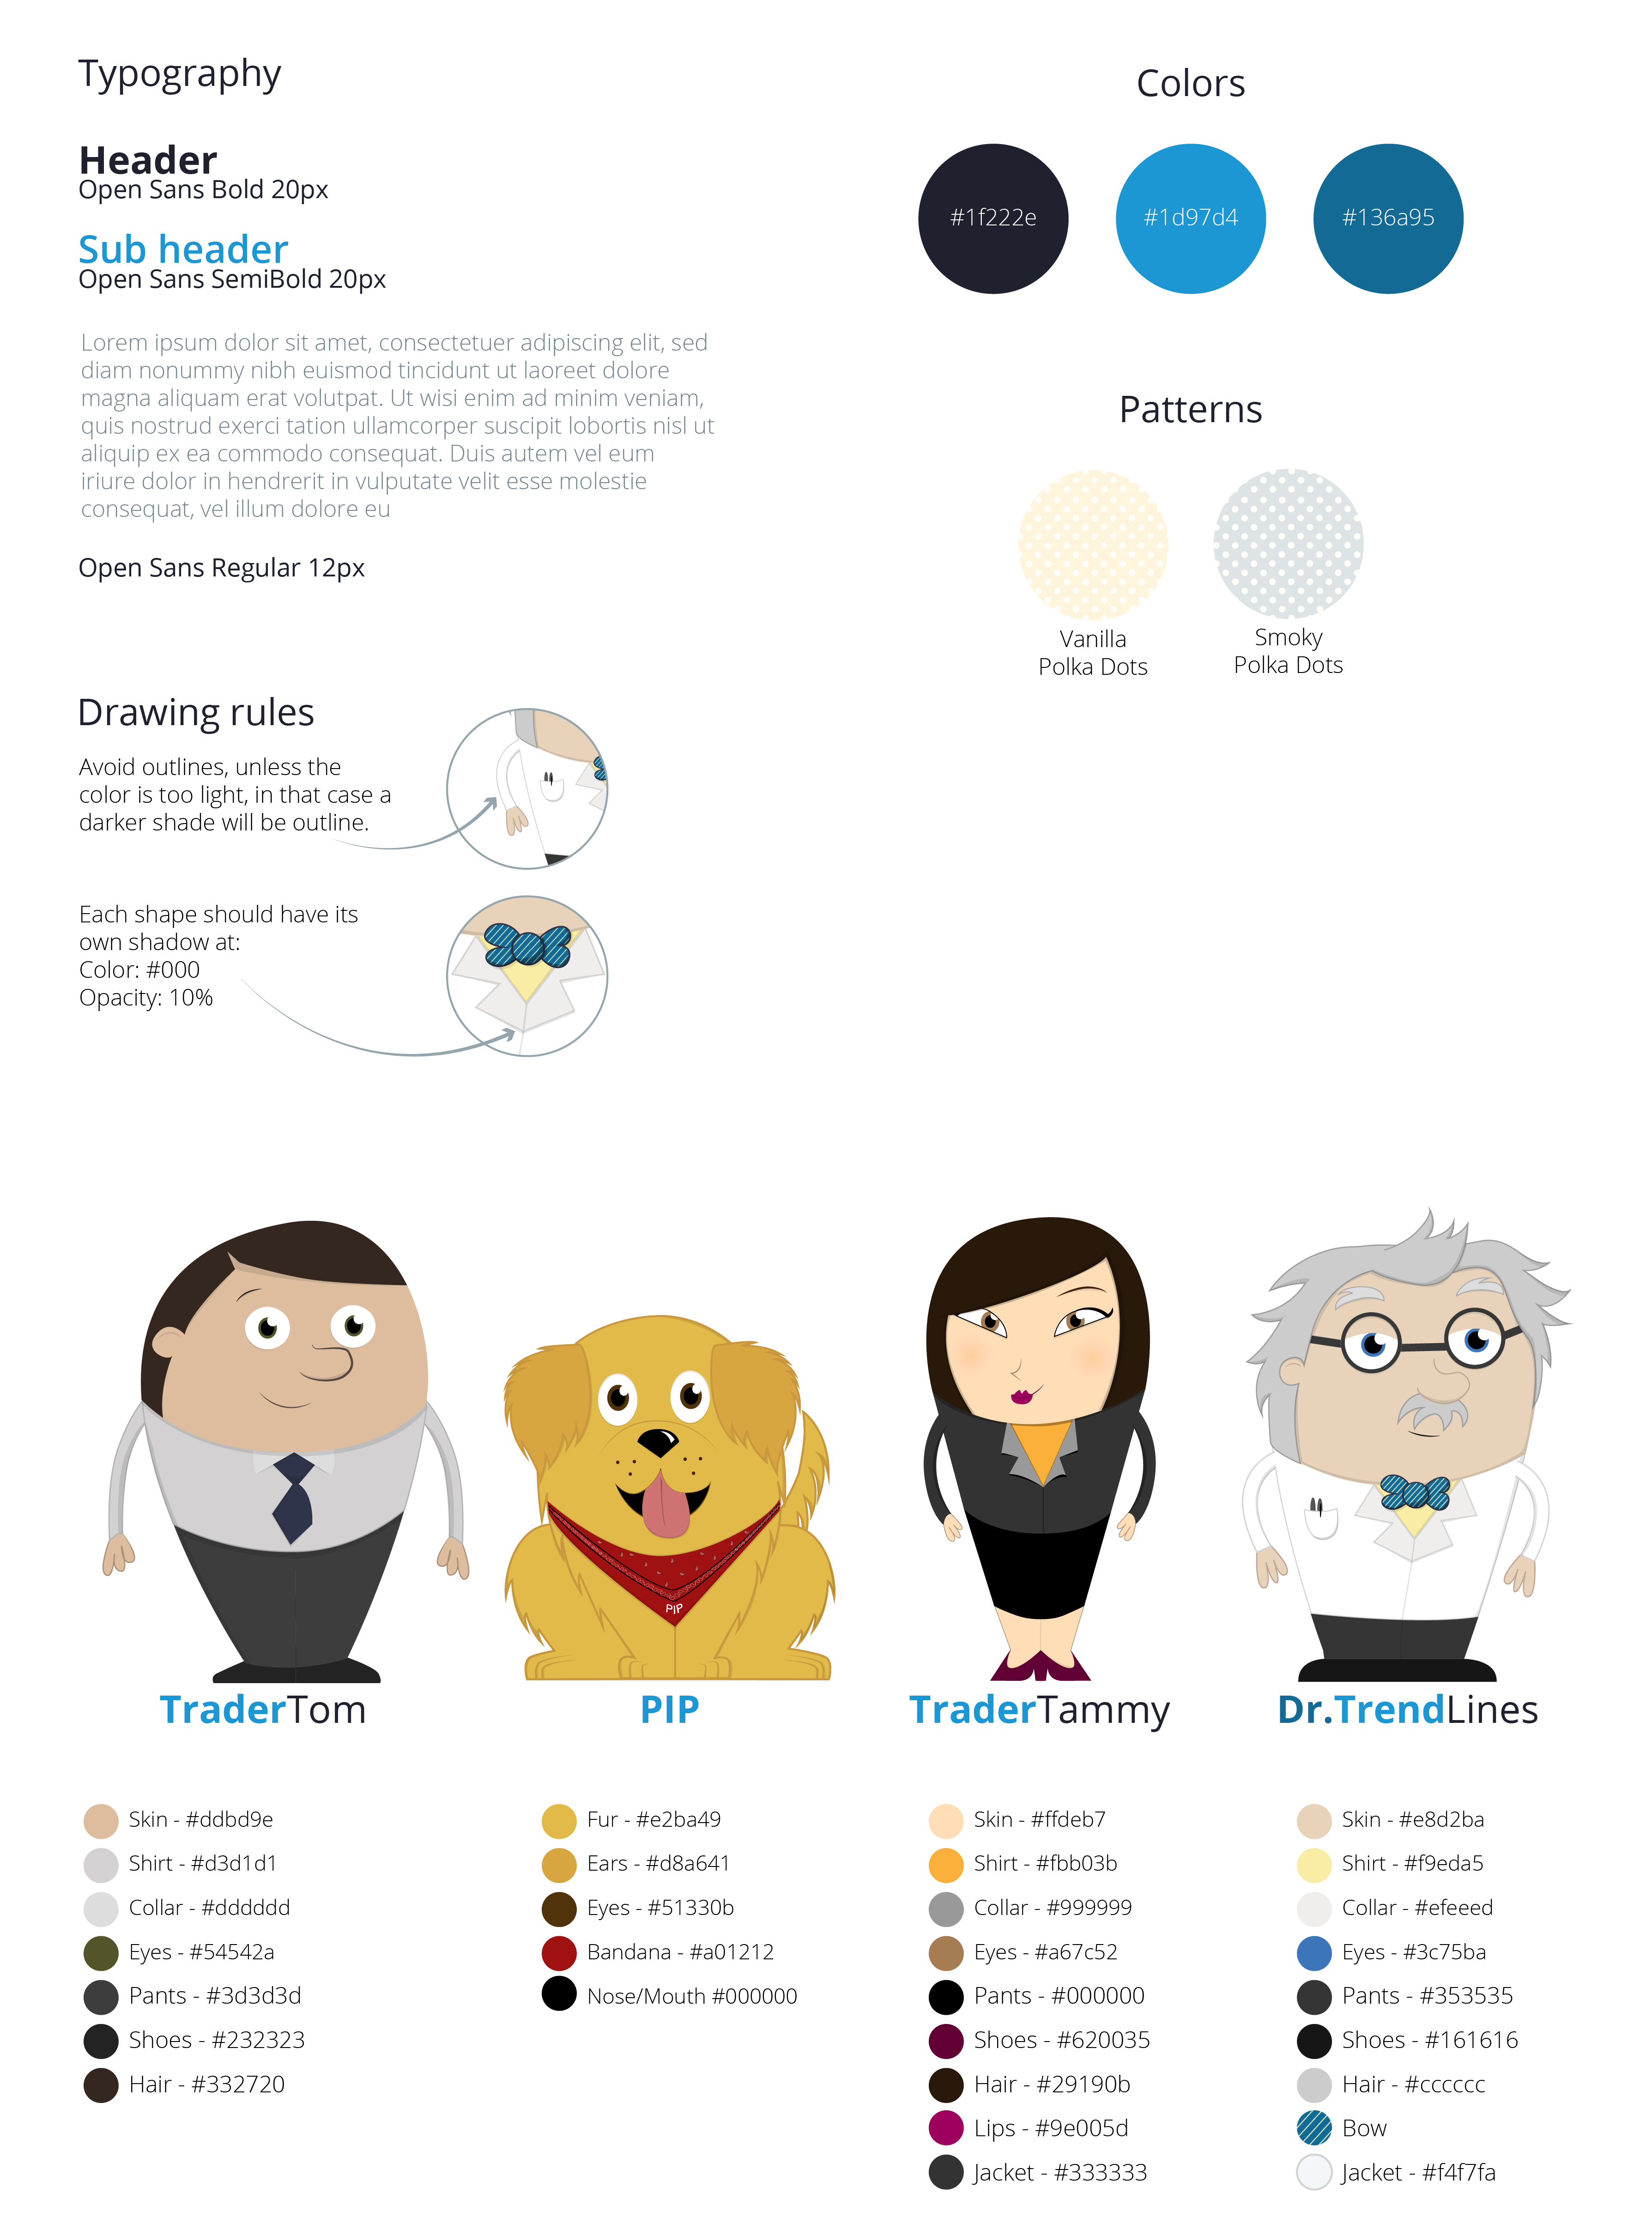 Typography
Header
Open Sans Bold 20px
Sub header
Open Sans SemiBold 20px
Lorem ipsum dolor sit amet, consectetuer adipiscing elit, sed
diam nonummy nibh euismod tincidunt ut laoreet dolore
magna aliquam erat volutpat. Ut wisi enim ad minim veniam,
quis nostrud exerci tation ullamcorper suscipit lobortis nisl ut
aliquip ex ea commodo consequat. Duis autem vel eum
iriure dolor in hendrerit in vulputate velit esse molestie
consequat, vel illum dolore eu
Open Sans Regular 12px
Colors
#1f222e
#1d97d4
#136a95
Patterns
Vanilla
Polka Dots
Smoky
Polka Dots
Drawing rules
Avoid outlines, unless the
color is too light, in that case a
darker shade will be outline.
Each shape should have its
own shadow at:
Color: #000
Opacity: 10%
PIP
TraderTom
PIP
TraderTammy
Dr.TrendLines
Skin - #ddbd9e
Shirt - #d3d1d1
Collar - #dddddd
Eyes - #54542a
Pants - #3d3d3d
Shoes - #232323
Hair - #332720
Fur - #e2ba49
Ears - #d8a641
Eyes - #51330b
Bandana - #a01212
Nose/Mouth #000000
Skin - #ffdeb7
Shirt - #fbb03b
Collar - #999999
Eyes - #a67c52
Pants - #000000
Shoes - #620035
Hair - #29190b
Lips - #9e005d
Jacket - #333333
Skin - #e8d2ba
Shirt - #f9eda5
Collar - #efeeed
Eyes - #3c75ba
Pants - #353535
Shoes - #161616
Hair - #cccccc
Bow
Jacket - #f4f7fa